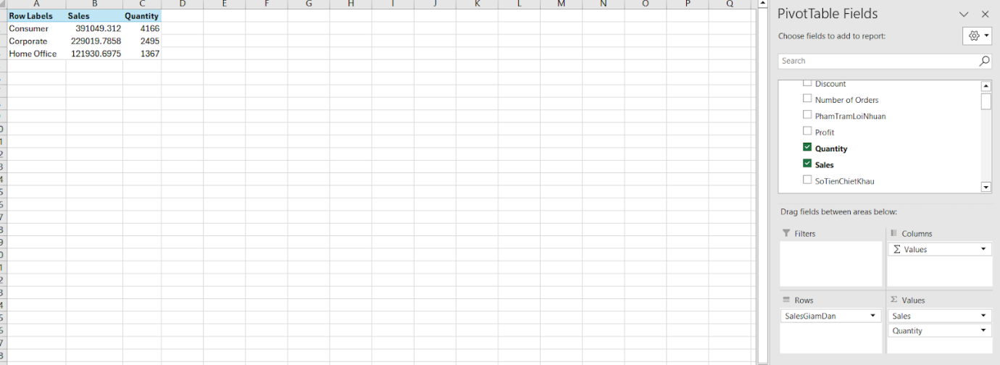 A B C D E F G H I J K L M N O P Q
Row Labels Sales Quantity
Consumer 391049.312 4166
Corporate 229019.7858 2495
Home Office 121930.6975 1367
PivotTable Fields
Choose fields to add to report:
Search
Discount
Number of Orders
PhamTramLoiNhuan
Profit
Quantity
Sales
SoTienChietKhau
Drag fields between areas below:
Filters
Columns
Σ Values
Rows
SalesGiamDan
Σ Values
Sales
Quantity